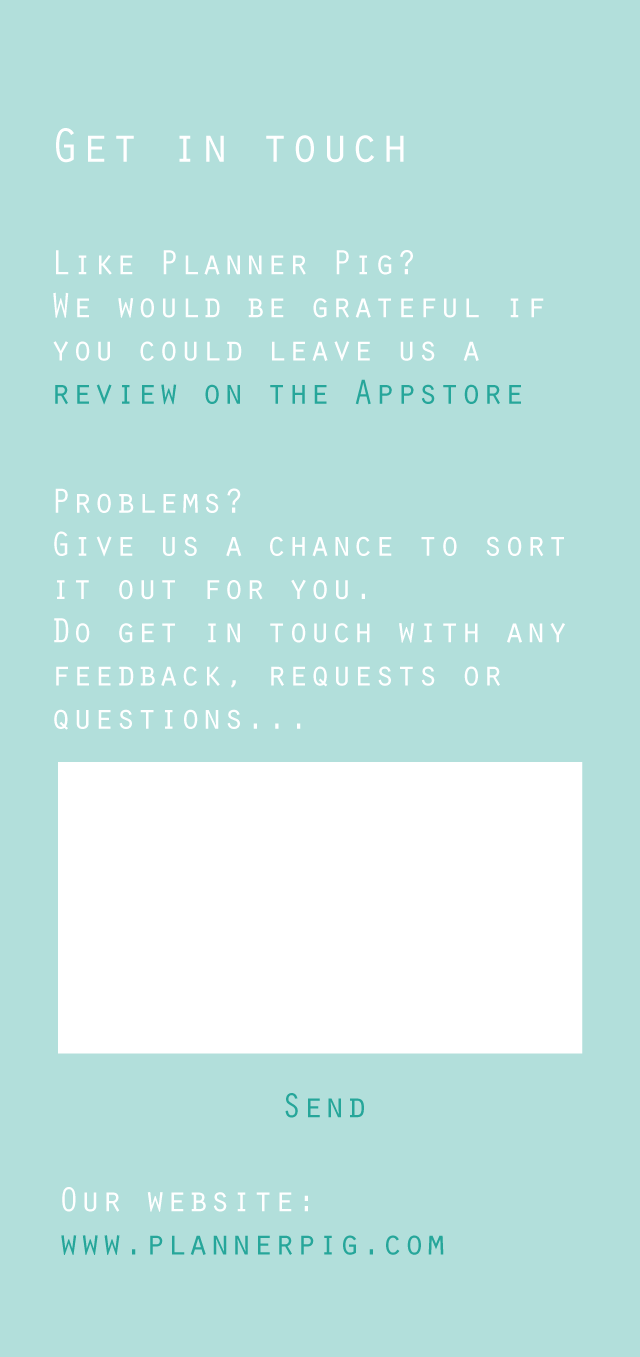 Get in touch
Like Planner Pig?
We would be grateful if
you could leave us a
review on the Appstore
Problems?
Give us a chance to sort
it out for you.
Do get in touch with any
feedback, requests or
questions...
Send
Our website:
www.plannerpig.com